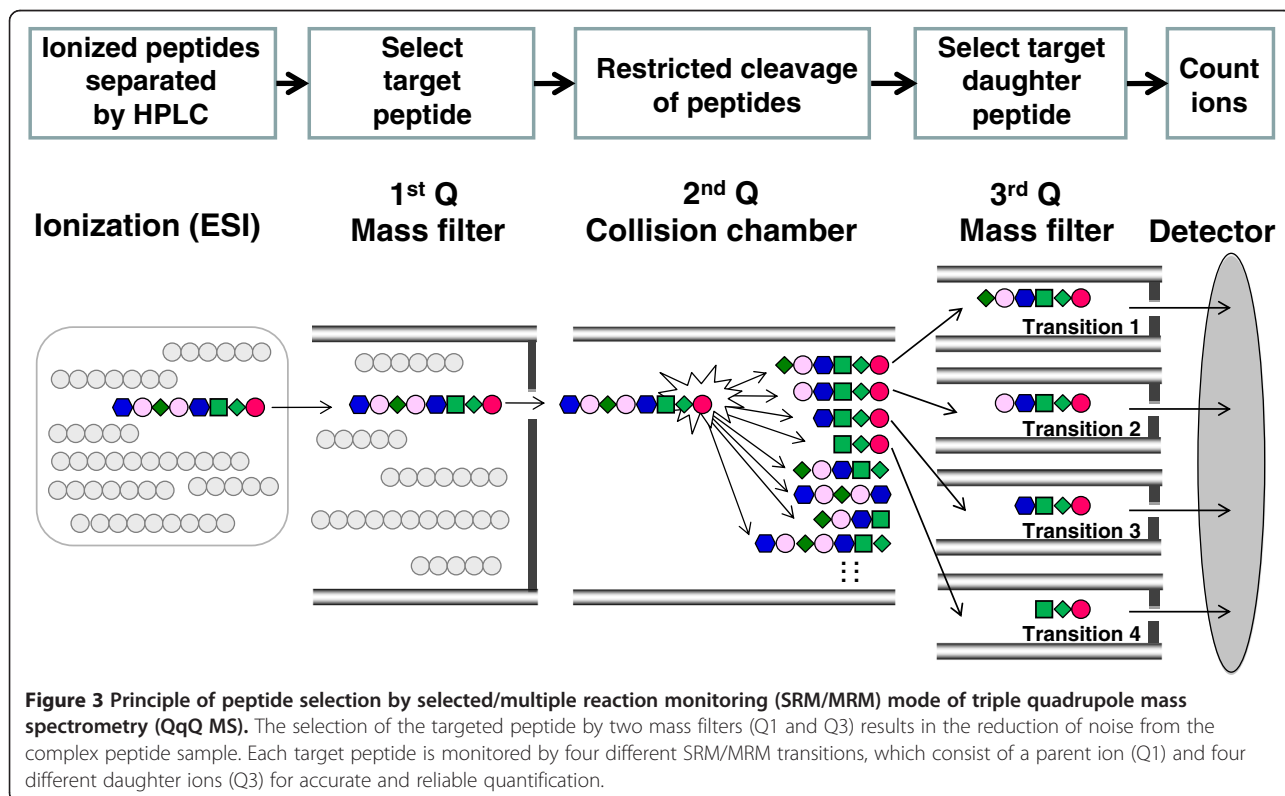 Ionized peptides
separated
by HPLC
Select
target
peptide
Restricted cleavage
of peptides
Select target
daughter
peptide
Count
ions
Ionization (ESI)
1st Q
Mass filter
2nd Q
Collision chamber
3rd Q
Mass filter
Detector
Transition 1
Transition 2
Transition 3
Transition 4
Figure 3 Principle of peptide selection by selected/multiple reaction monitoring (SRM/MRM) mode of triple quadrupole mass
spectrometry (QqQ MS). The selection of the targeted peptide by two mass filters (Q1 and Q3) results in the reduction of noise from the
complex peptide sample. Each target peptide is monitored by four different SRM/MRM transitions, which consist of a parent ion (Q1) and four
different daughter ions (Q3) for accurate and reliable quantification.